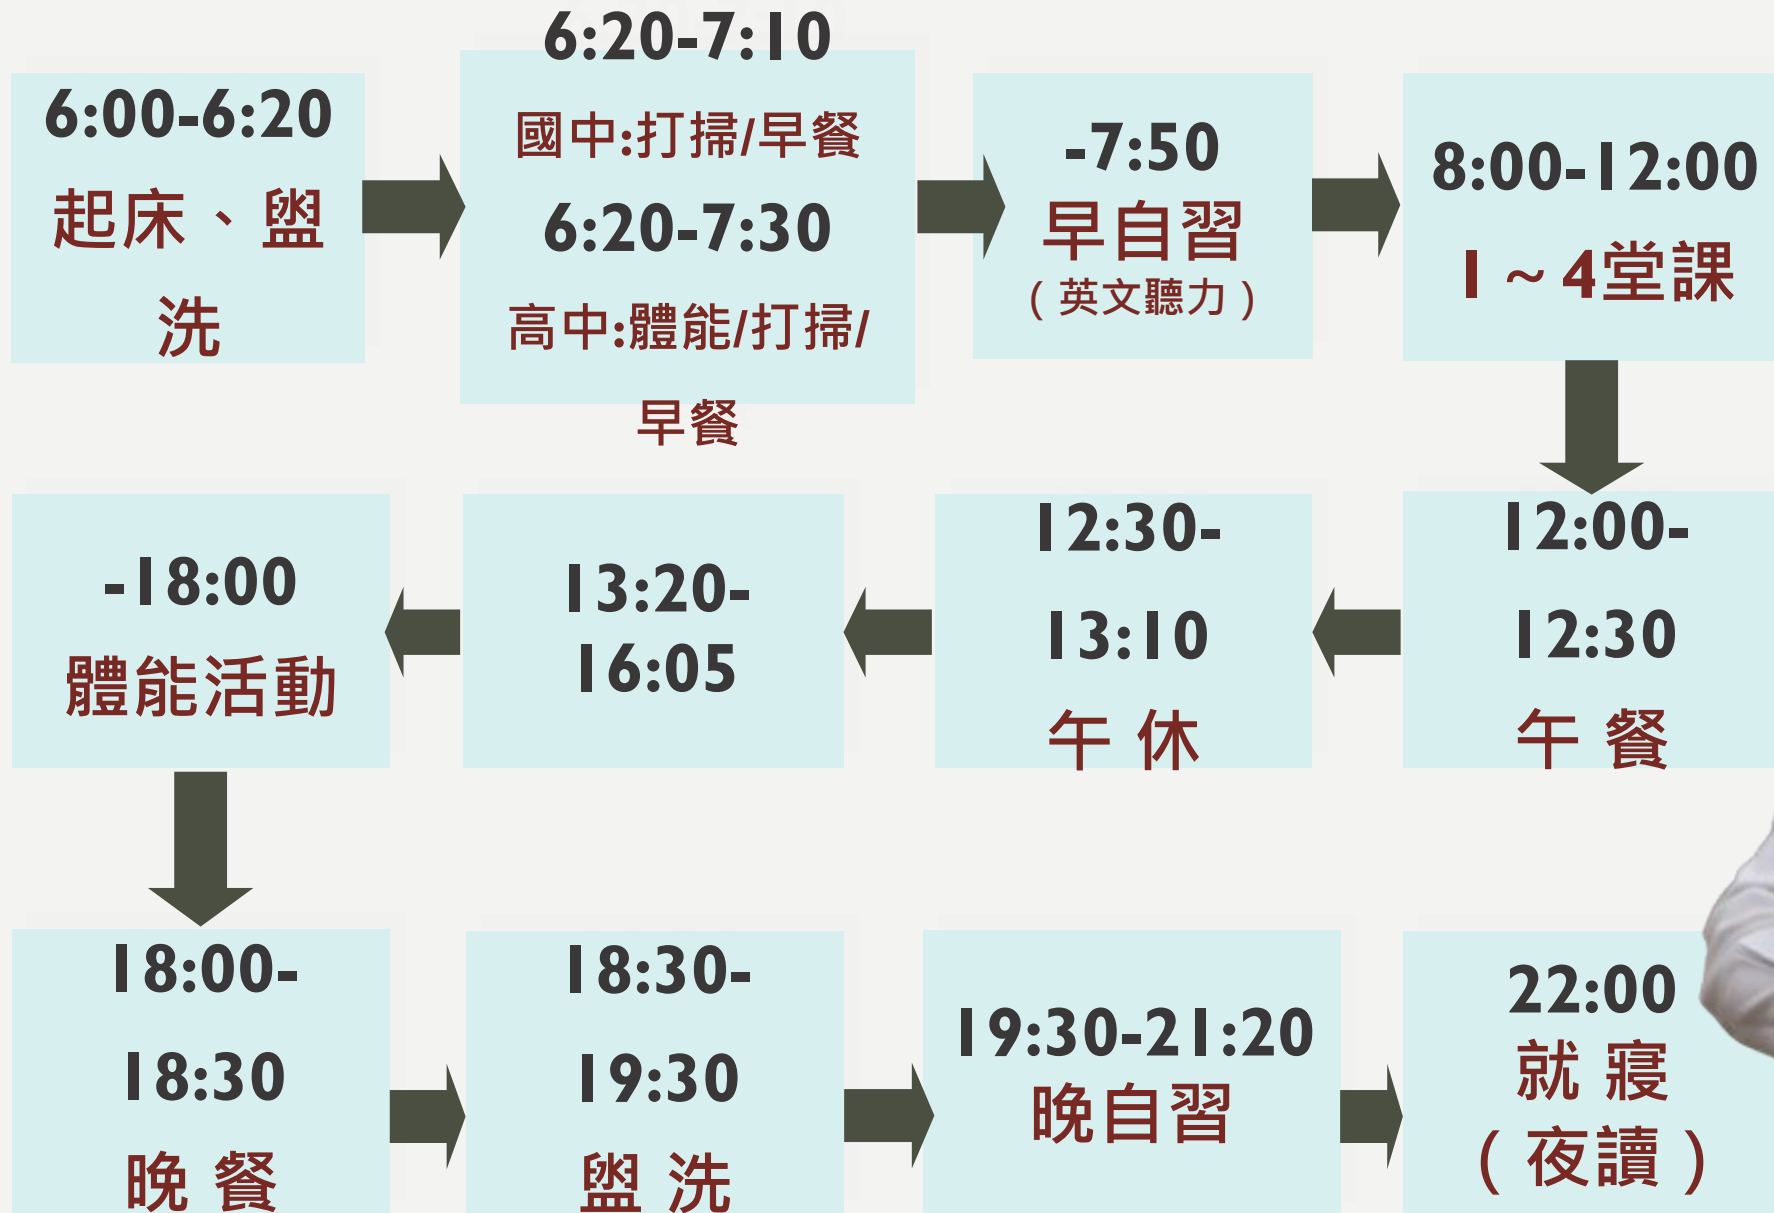 6:00-6:20
起床、盥
洗
6:20-7:10
國中:打掃/早餐
6:20-7:30
高中:體能/打掃/
早餐
-7:50
早自習
(英文聽力)
8:00-12:00
1~4堂課
12:00-
12:30
午餐
12:30-
13:10
午休
13:20-
16:05
-18:00
體能活動
18:00-
18:30
晚餐
18:30-
19:30
盥洗
19:30-21:20
晚自習
22:00
就寢
(夜讀)